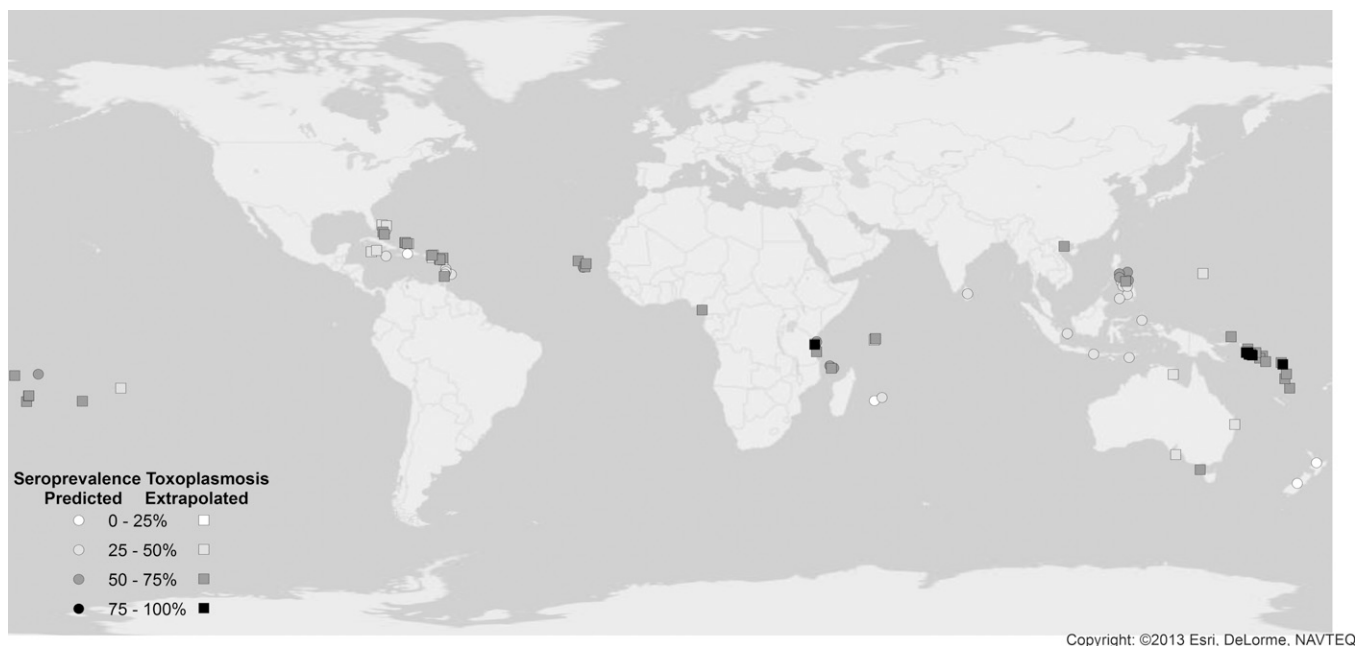 Seroprevalence Toxoplasmosis
Predicted Extrapolated
0 - 25%
25 - 50%
50 - 75%
75 - 100%
Copyright: ©2013 Esri, DeLorme, NAVTEQ